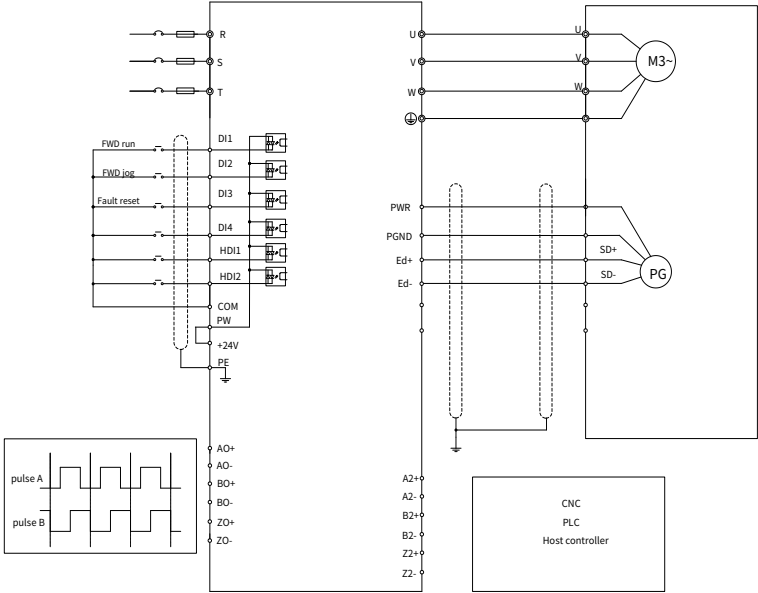 R
S
T
FWD run
FWD jog
Fault reset
DI1
DI2
DI3
DI4
HDI1
HDI2
COM
PW
+24V
PE
U
V
W
U
V
W
M3~
PWR
PGND
Ed+
Ed-
SD+
SD-
PG
pulse A
pulse B
AO+
AO-
BO+
BO-
ZO+
ZO-
A2+
A2-
B2+
B2-
Z2+
Z2-
CNC
PLC
Host controller